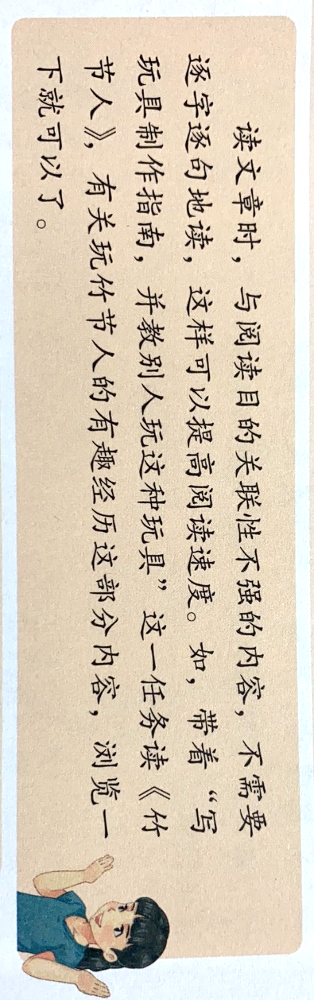 读文章时，与阅读目的关联性不强的内容，不需要
逐字逐句地读，这样可以提高阅读速度。如，带着“写
玩具制作指南，并教别人玩这种玩具”这一任务读《竹
节人》，有关玩竹节人的有趣经历这部分内容，浏览一
下就可以了。